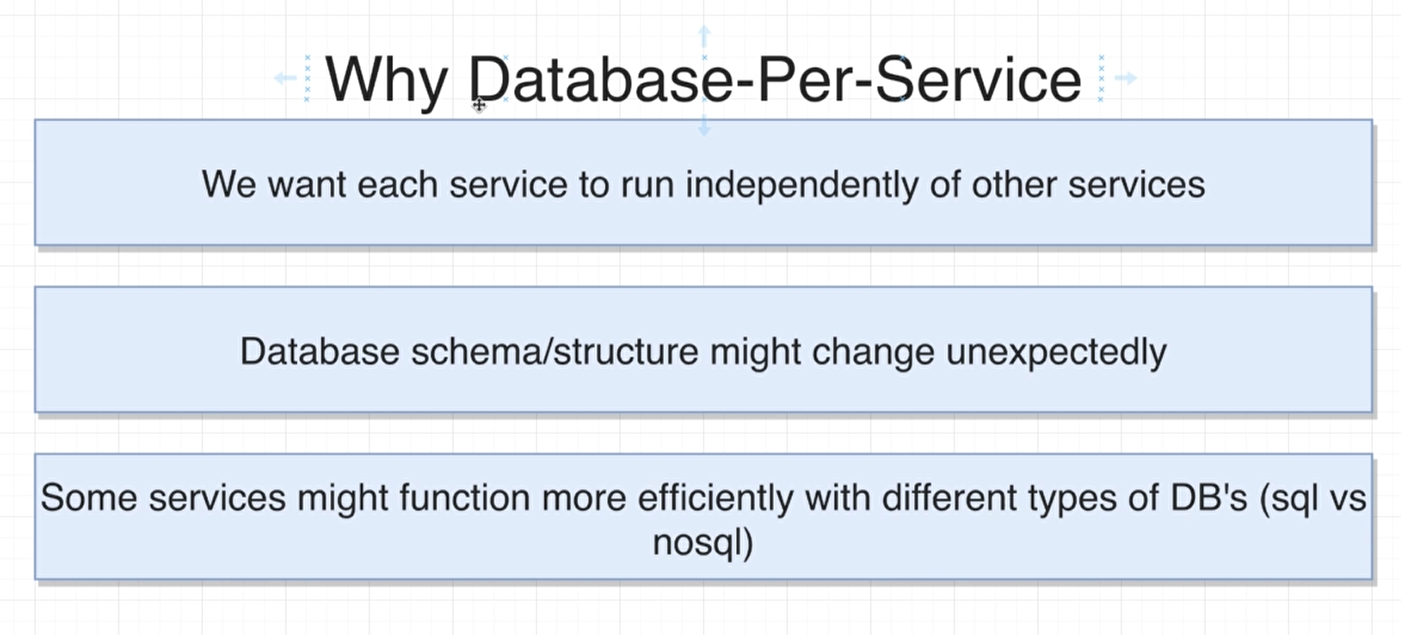 Why Database-Per-Service
We want each service to run independently of other services
Database schema/structure might change unexpectedly
Some services might function more efficiently with different types of DB's (sql vs
nosql)